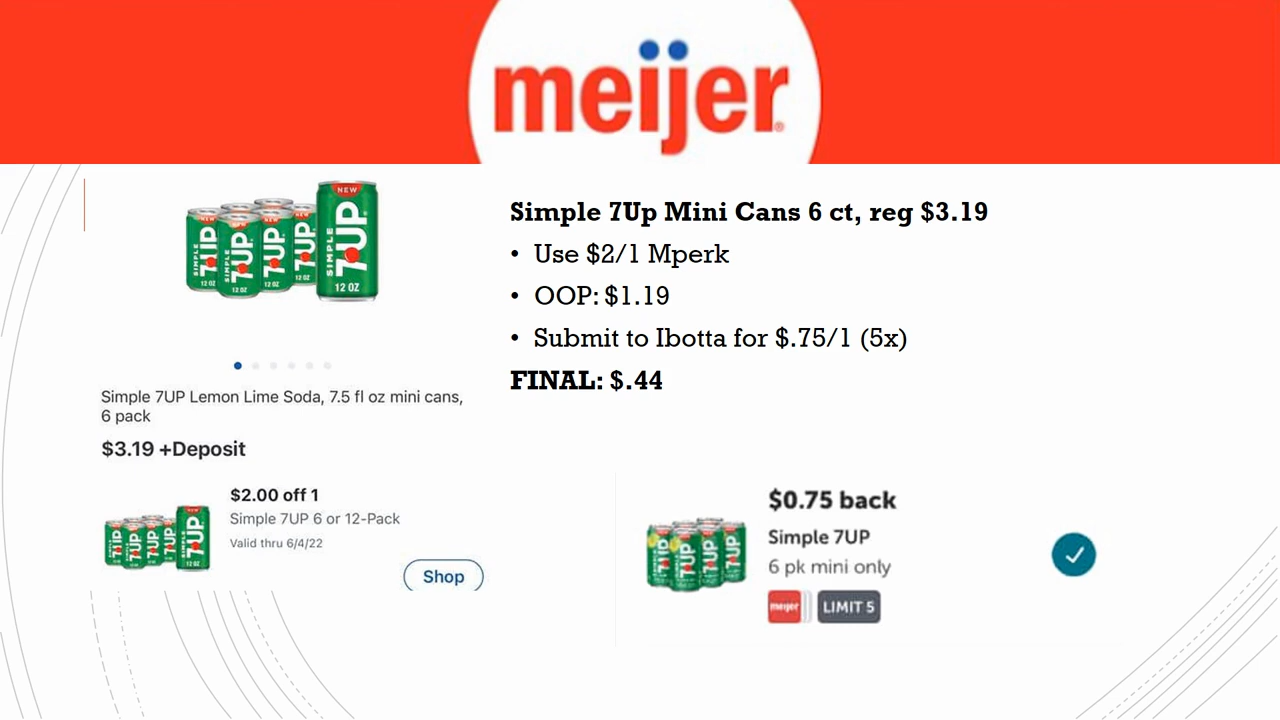 meijer
Simple 7Up Mini Cans 6 ct, reg $3.19
• Use $2/1 Mperk
• OOP: $1.19
• Submit to Ibotta for $.75/1 (5x)
FINAL: $.44
NEW
SIMPLE 7UP
12 OZ
Simple 7UP Lemon Lime Soda, 7.5 fl oz mini cans,
6 pack
$3.19 +Deposit
$2.00 off 1
Simple 7UP 6 or 12-Pack
Valid thru 6/4/22
Shop
$0.75 back
Simple 7UP
6 pk mini only
meijer LIMIT 5